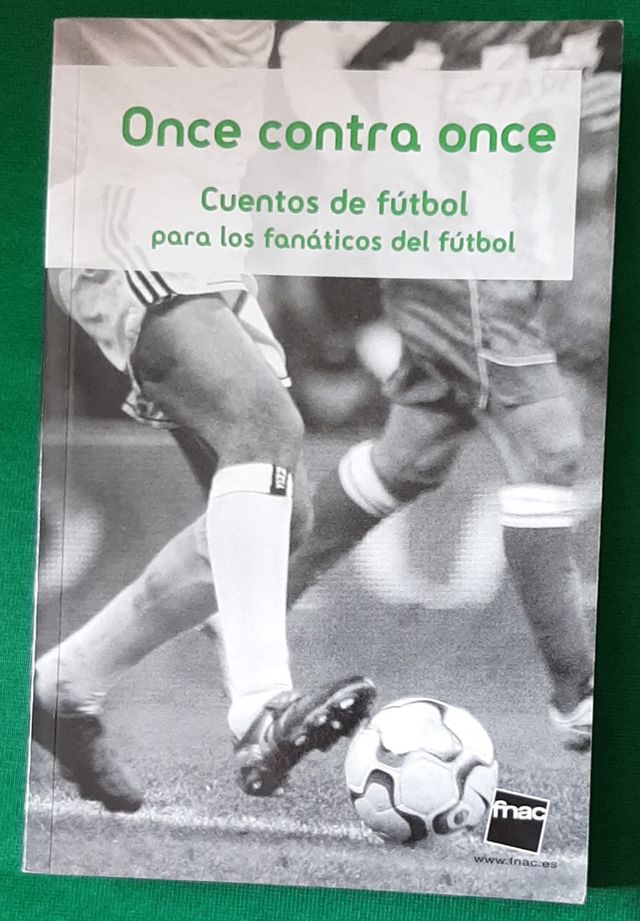 Once contra once
Cuentos de fútbol
para los fanáticos del fútbol
fnac
www.fnac.es